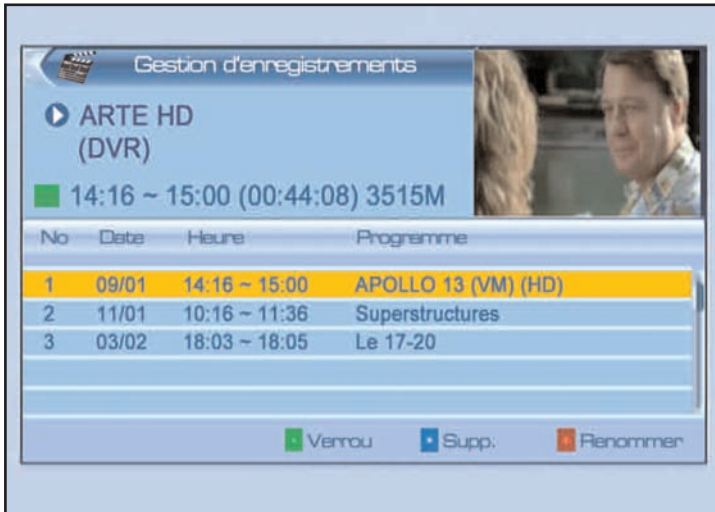 Gestion d'enregistrements
ARTE HD
(DVR)
14:16 ~ 15:00 (00:44:08) 3515M
No Date Heure Programme
1 09/01 14:16 ~ 15:00 APOLLO 13 (VM) (HD)
2 11/01 10:16 ~ 11:36 Superstructures
3 03/02 18:03 ~ 18:05 Le 17-20
Verrou Supp. Renommer